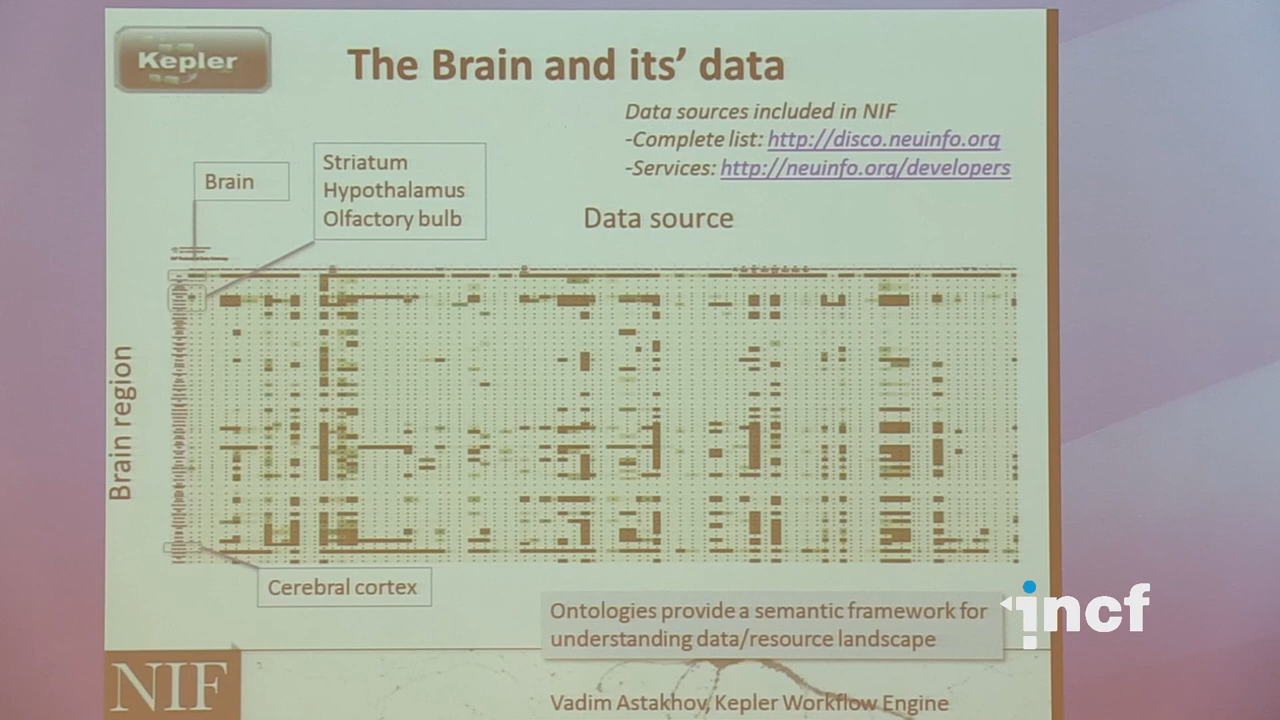 Kepler
The Brain and its' data
Data sources included in NIF
-Complete list: http://disco.neuinfo.org
-Services: http://neuinfo.org/developers
Brain
Striatum
Hypothalamus
Olfactory bulb
Data source
Brain region
Cerebral cortex
Ontologies provide a semantic framework for
understanding data/resource landscape
incf
NIF
Vadim Astakhov, Kepler Workflow Engine